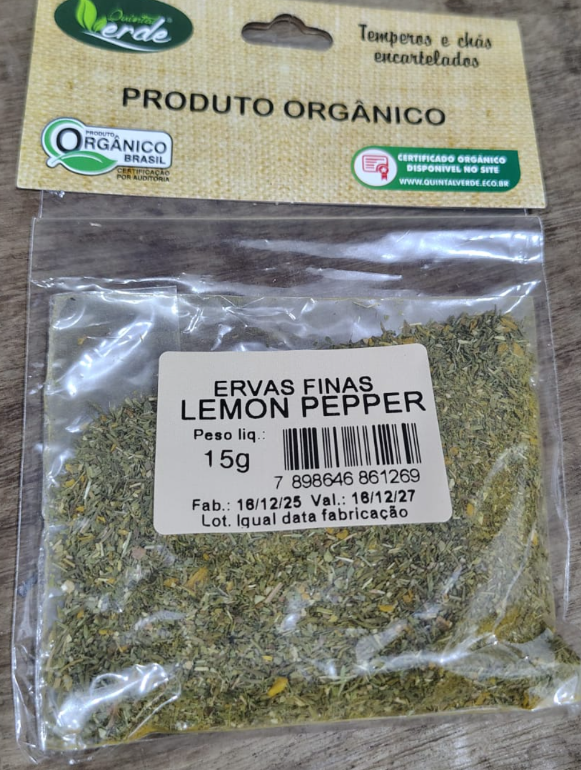 Quintal
Verde
Temperos e chás
encartelados
PRODUTO ORGÂNICO
PRODUTO
ORGÂNICO
BRASIL
CERTIFICAÇÃO
POR AUDITORIA
CERTIFICADO ORGÂNICO
DISPONÍVEL NO SITE
WWW.QUINTALVERDE.ECO.BR
ERVAS FINAS
LEMON PEPPER
Peso liq.:
15g
7 898646 861269
Fab.: 16/12/25 Val.: 16/12/27
Lot. Igual data fabricação